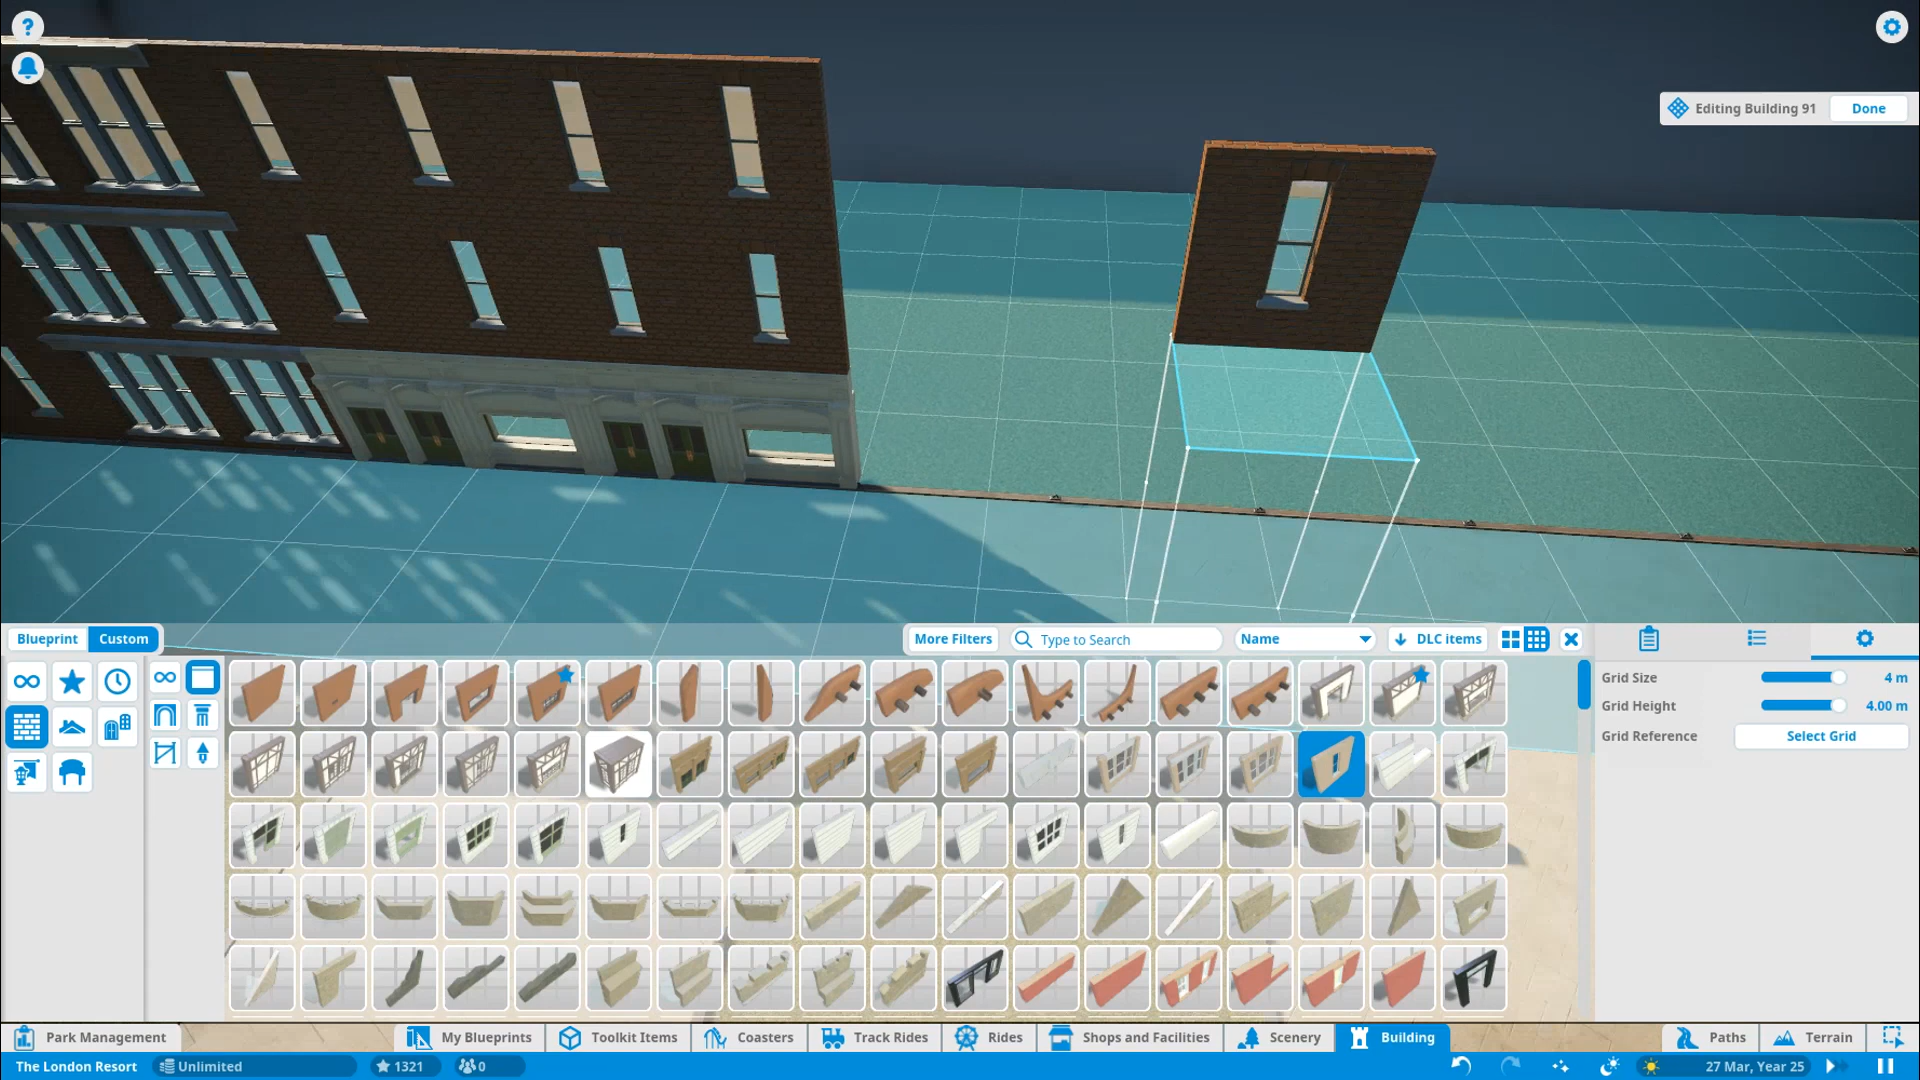 ?
Editing Building 91 Done
Blueprint Custom More Filters Type to Search Name DLC items
Grid Size 4 m
Grid Height 4.00 m
Grid Reference Select Grid
Park Management My Blueprints Toolkit Items Coasters Track Rides Rides Shops and Facilities Scenery Building Paths Terrain
The London Resort Unlimited 1321 0 27 Mar, Year 25